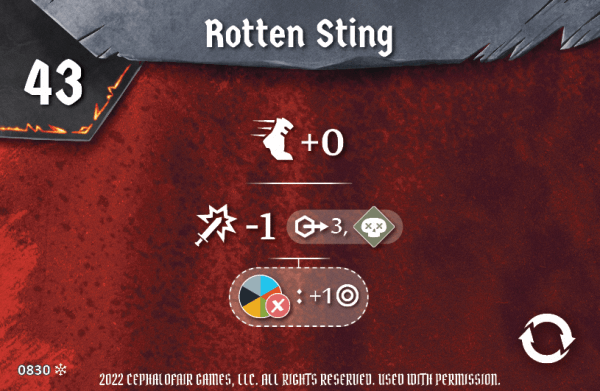 Rotten Sting
43
+0
-1 3,
: +1
0830
2022 CEPHALOFAIR GAMES, LLC. ALL RIGHTS RESERVED. USED WITH PERMISSION.